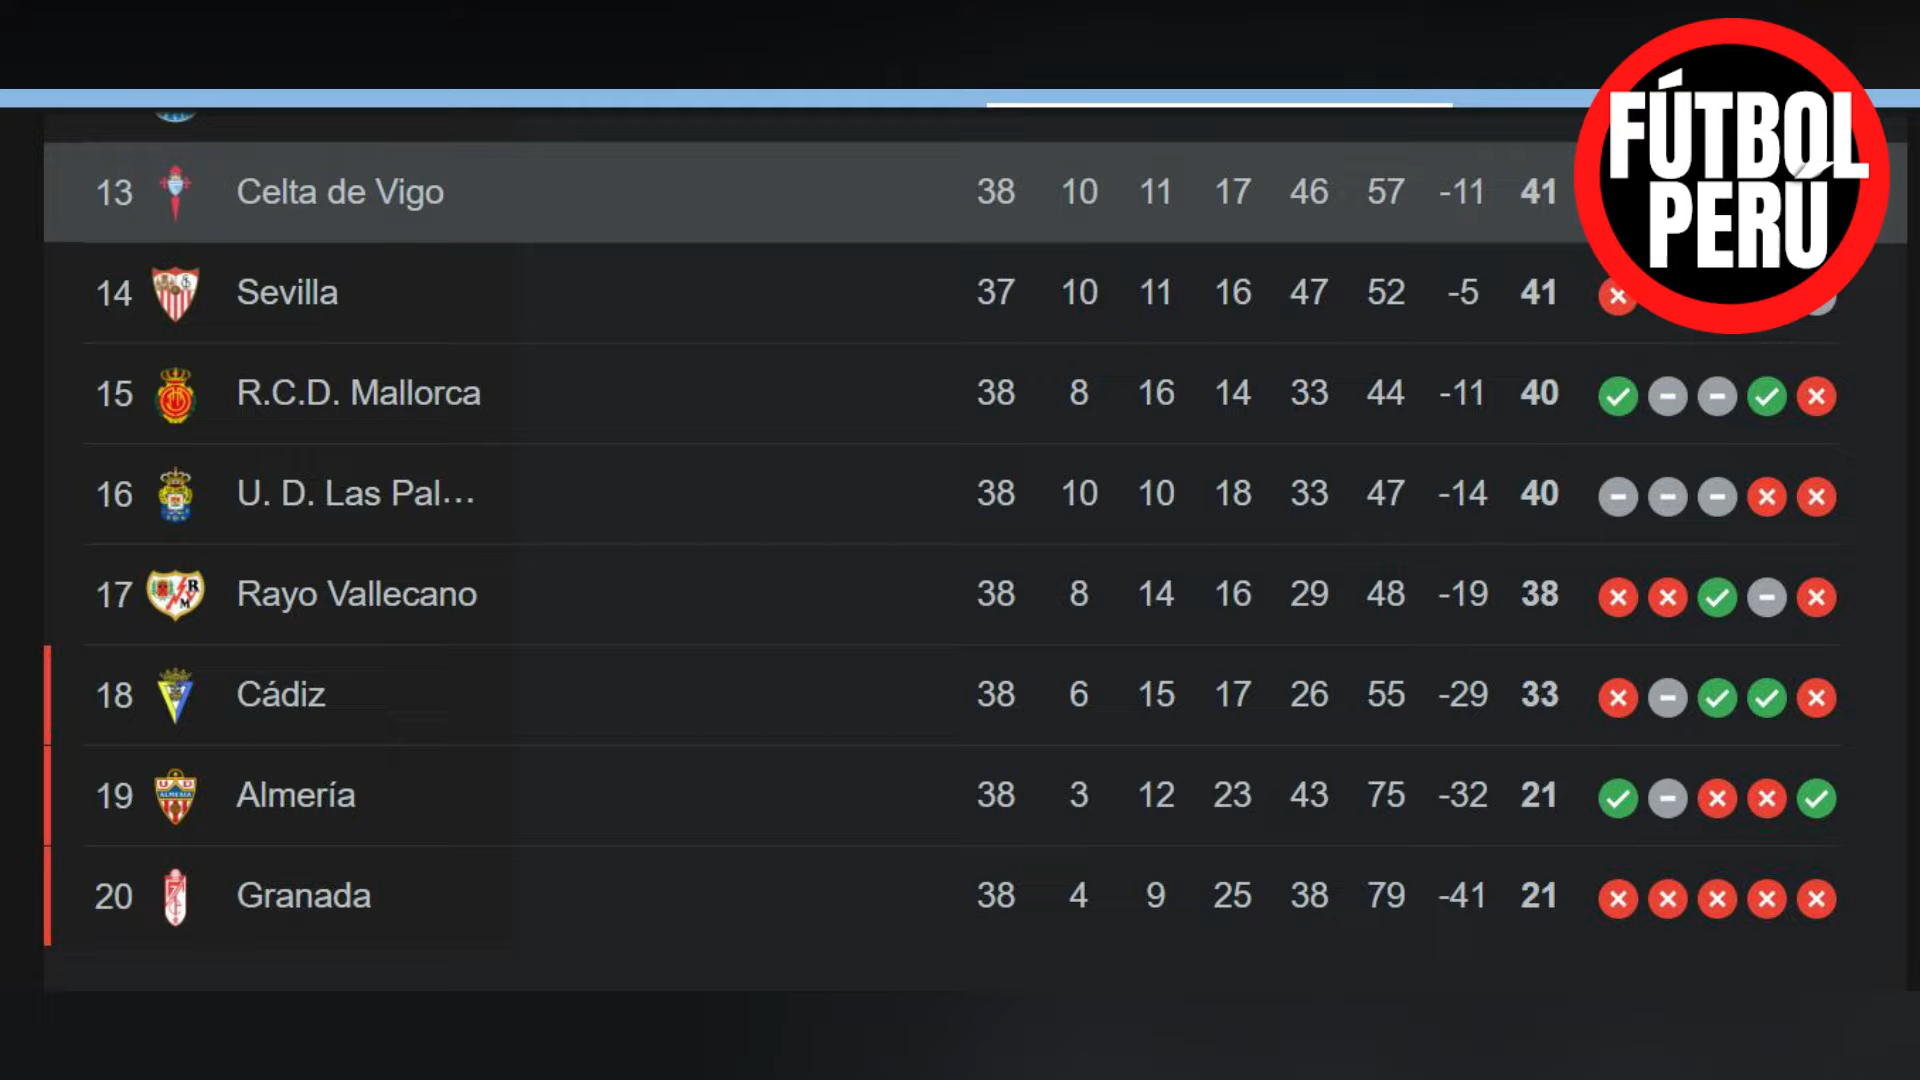 FÚTBOL
PERÚ
13 Celta de Vigo 38 10 11 17 46 57 -11 41
14 Sevilla 37 10 11 16 47 52 -5 41
15 R.C.D. Mallorca 38 8 16 14 33 44 -11 40
16 U. D. Las Pal... 38 10 10 18 33 47 -14 40
17 Rayo Vallecano 38 8 14 16 29 48 -19 38
18 Cádiz 38 6 15 17 26 55 -29 33
19 Almería 38 3 12 23 43 75 -32 21
20 Granada 38 4 9 25 38 79 -41 21